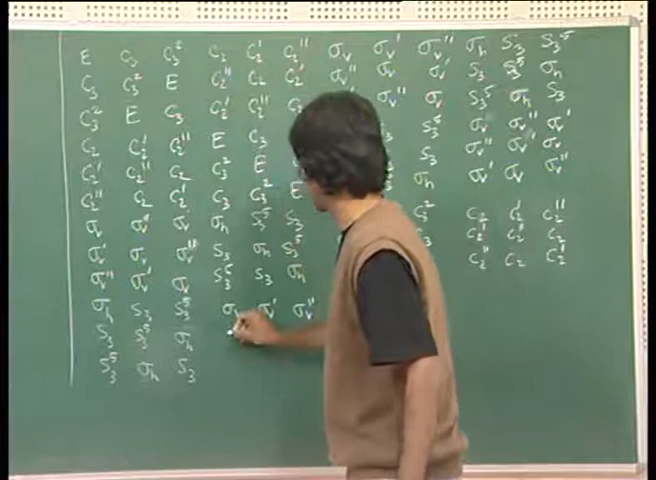 E C₃ C₃² C₂ C₂' C₂'' σᵥ σᵥ' σᵥ'' σₕ S₃ S₃⁵
C₃ C₃² E C₂'' C₂ C₂' σᵥ'' σᵥ σᵥ' S₃ S₃⁵ σₕ
C₃² E C₃ C₂' C₂'' σᵥ'' σᵥ S₃⁵ σₕ S₃
C₂ C₂' C₂'' E C₃ S₃⁵ σᵥ σᵥ'' σᵥ'
C₂' C₂'' C₂ C₃² E S₃ σᵥ'' σᵥ' σᵥ
C₂'' C₂ C₂' C₃ C₃² E σₕ σᵥ' σᵥ σᵥ''
σᵥ σᵥ' σₕ S₃⁵ S₃ C₃² C₂ C₂' C₂''
σᵥ' σᵥ σᵥ'' S₃ σₕ S₃⁵ C₂' C₂'' C₂
σᵥ'' σᵥ' σᵥ S₃⁵ S₃ σₕ C₂'' C₂ C₂'
σₕ S₃ S₃⁵ σᵥ σᵥ' σᵥ''
S₃ S₃⁵ σₕ
S₃⁵ σₕ S₃